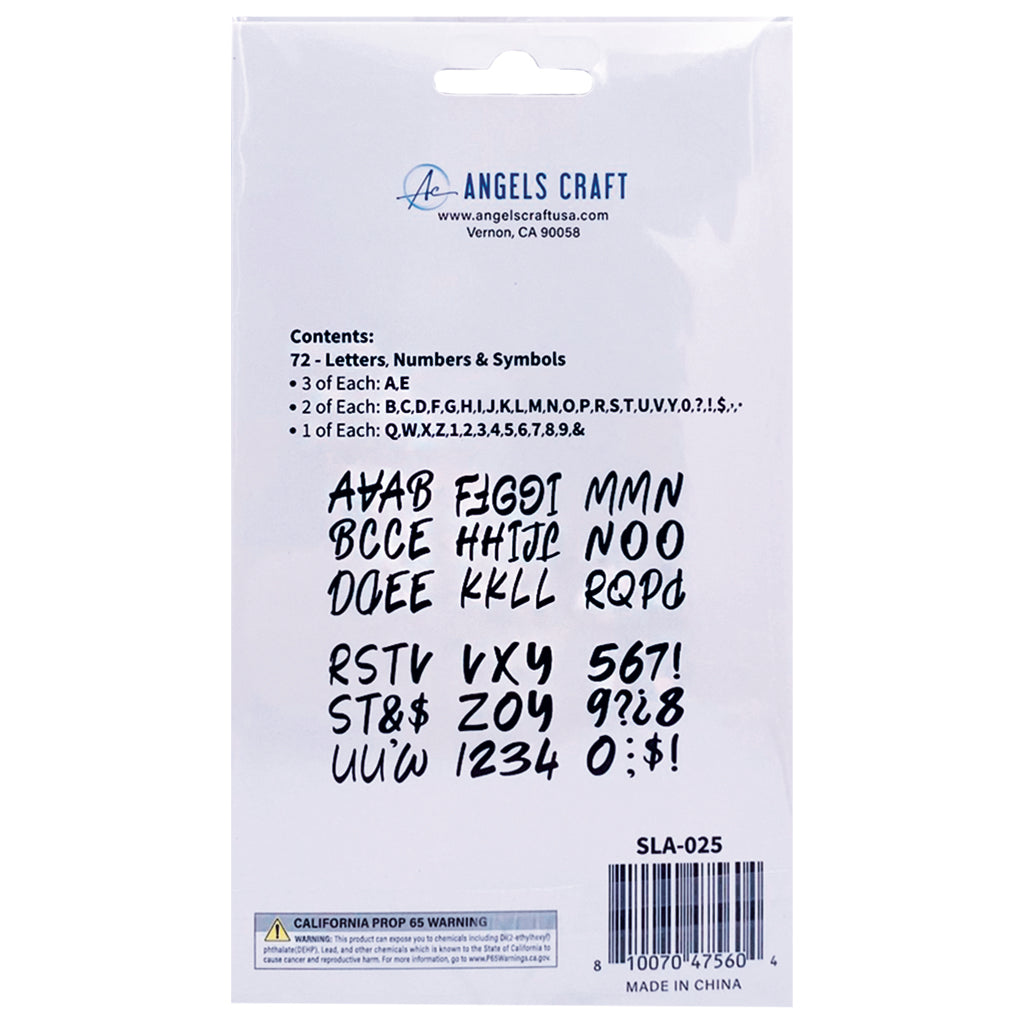 Ac ANGELS CRAFT
www.angelscraftusa.com
Vernon, CA 90058
Contents:
72 - Letters, Numbers & Symbols
• 3 of Each: A,E
• 2 of Each: B,C,D,F,G,H,I,J,K,L,M,N,O,P,R,S,T,U,V,Y,0,?,!,$,,,.
• 1 of Each: Q,W,X,Z,1,2,3,4,5,6,7,8,9,&
AAAB FFGGI MMN
BCCE HHIJJ NOO
DDEE KKLL RQPP
RSTV VXY 567!
ST&$ ZOY 9?¿8
UU'W 1234 0;$!
SLA-025
CALIFORNIA PROP 65 WARNING
WARNING: This product can expose you to chemicals including Di(2-ethylhexyl)
phthalate(DEHP), Lead, and other chemicals which is known to the State of California to
cause cancer and reproductive harm. For more information, go to www.P65Warnings.ca.gov
8 10070 47560 4
MADE IN CHINA